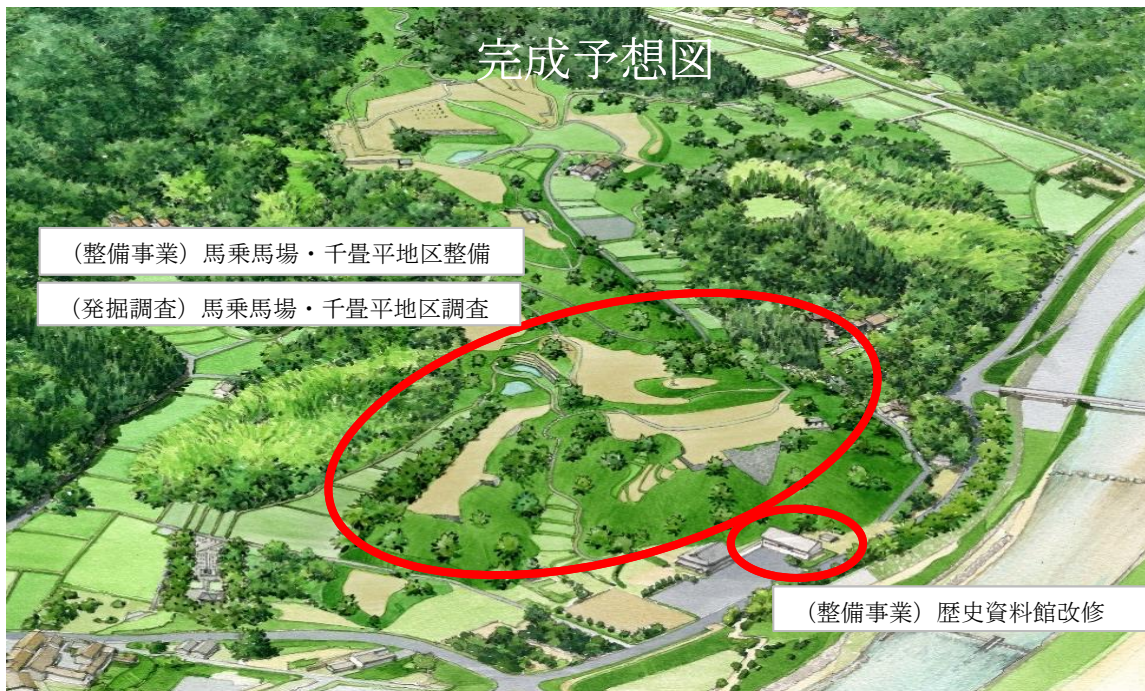 完成予想図
（整備事業）馬乗馬場・千畳平地区整備
（発掘調査）馬乗馬場・千畳平地区調査
（整備事業）歴史資料館改修